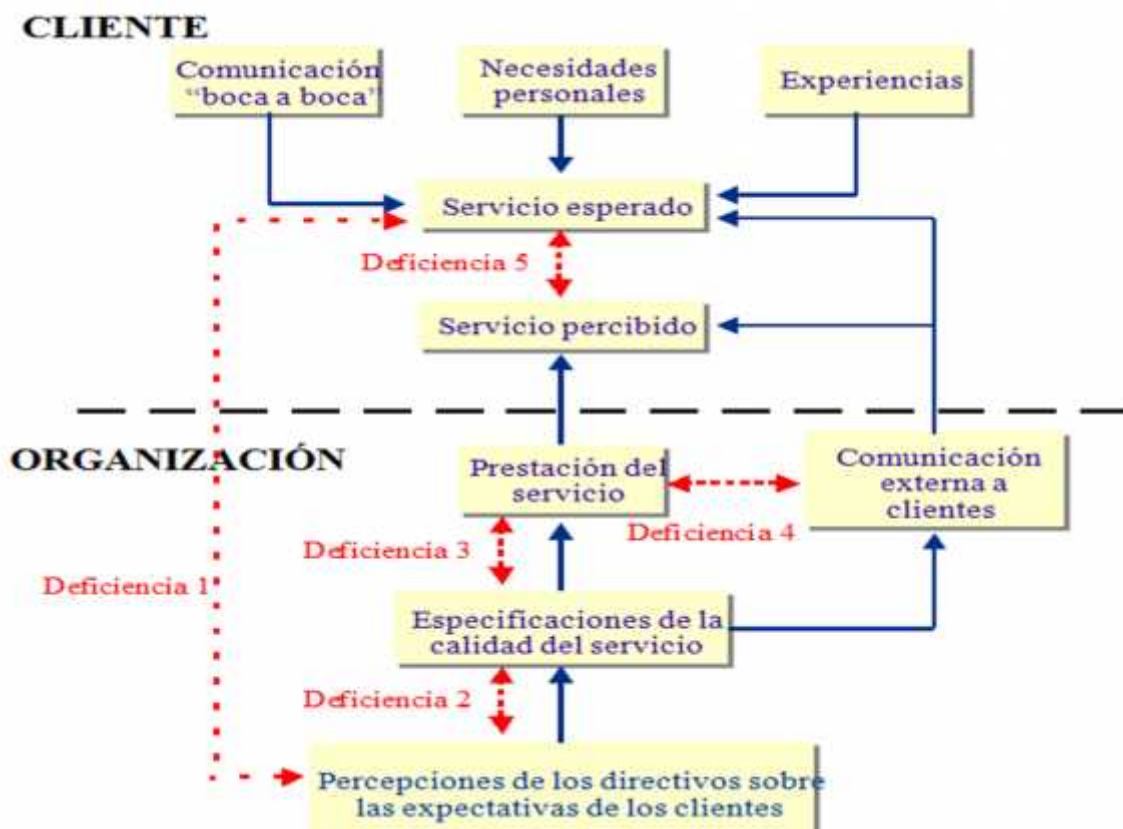 CLIENTE
Comunicación
“boca a boca”
Necesidades
personales
Experiencias
Servicio esperado
Deficiencia 5
Servicio percibido
ORGANIZACIÓN
Prestación del
servicio
Comunicación
externa a
clientes
Deficiencia 4
Deficiencia 3
Deficiencia 1
Especificaciones de la
calidad del servicio
Deficiencia 2
Percepciones de los directivos sobre
las expectativas de los clientes